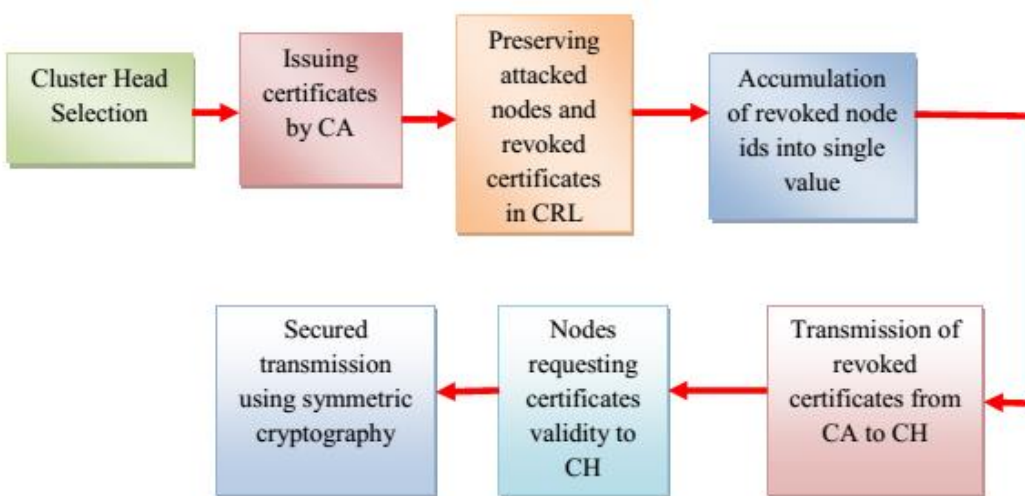 Cluster Head
Selection
Issuing
certificates
by CA
Preserving
attacked
nodes and
revoked
certificates
in CRL
Accumulation
of revoked node
ids into single
value
Transmission of
revoked
certificates from
CA to CH
Nodes
requesting
certificates
validity to
CH
Secured
transmission
using symmetric
cryptography